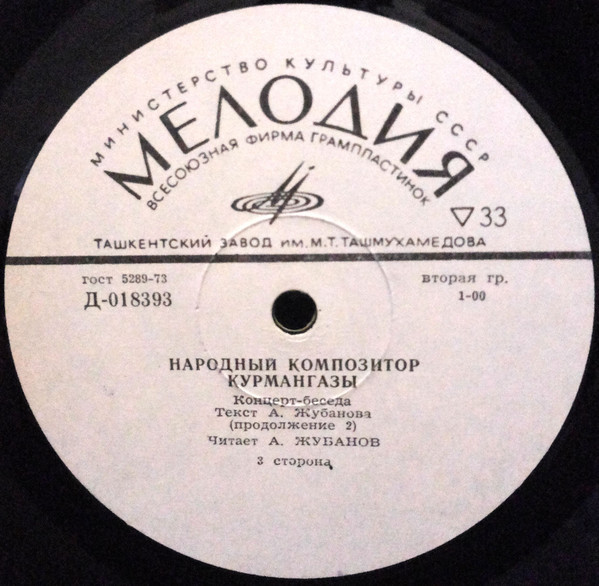 МИНИСТЕРСТВО КУЛЬТУРЫ СССР
МЕЛОДИЯ
ВСЕСОЮЗНАЯ ФИРМА ГРАМПЛАСТИНОК
33
ТАШКЕНТСКИЙ ЗАВОД ИМ. М.Т. ТАШМУХАМЕДОВА
гост 5289-73 вторая гр.
Д-018393 1-00
НАРОДНЫЙ КОМПОЗИТОР
КУРМАНГАЗЫ
Концерт-беседа
Текст А. Жубанова
(продолжение 2)
Читает А. ЖУБАНОВ
3 сторона